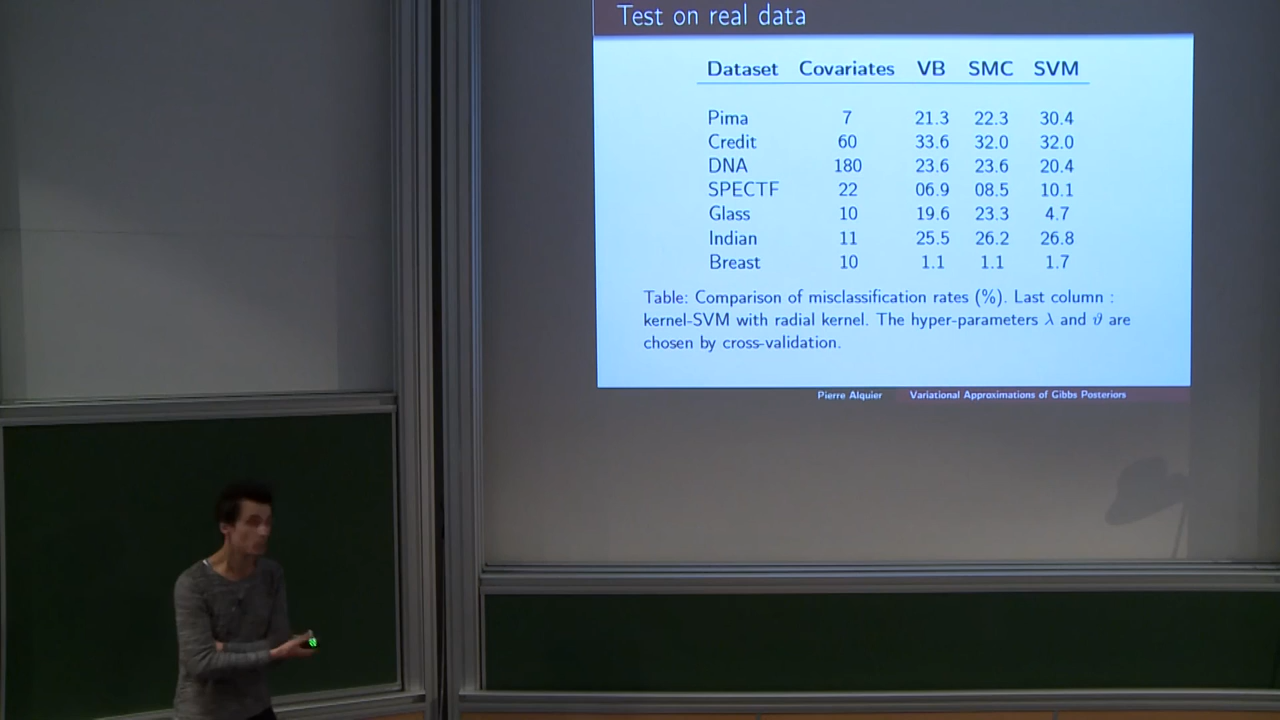 Test on real data
Dataset Covariates VB SMC SVM
Pima 7 21.3 22.3 30.4
Credit 60 33.6 32.0 32.0
DNA 180 23.6 23.6 20.4
SPECTF 22 06.9 08.5 10.1
Glass 10 19.6 23.3 4.7
Indian 11 25.5 26.2 26.8
Breast 10 1.1 1.1 1.7
Table: Comparison of misclassification rates (%). Last column :
kernel-SVM with radial kernel. The hyper-parameters λ and ϑ are
chosen by cross-validation.
Pierre Alquier Variational Approximations of Gibbs Posteriors